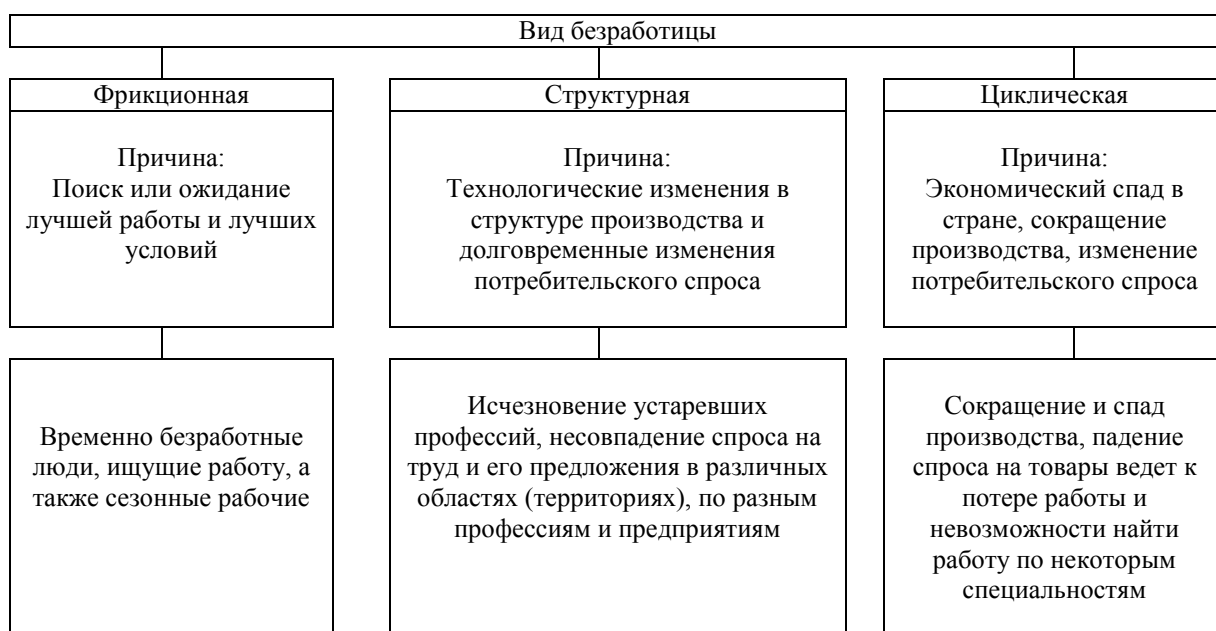 Вид безработицы
Фрикционная
Причина:
Поиск или ожидание
лучшей работы и лучших
условий
Временно безработные
люди, ищущие работу, а
также сезонные рабочие
Структурная
Причина:
Технологические изменения в
структуре производства и
долговременные изменения
потребительского спроса
Исчезновение устаревших
профессий, несовпадение спроса на
труд и его предложения в различных
областях (территориях), по разным
профессиям и предприятиям
Циклическая
Причина:
Экономический спад в
стране, сокращение
производства, изменение
потребительского спроса
Сокращение и спад
производства, падение
спроса на товары ведет к
потере работы и
невозможности найти
работу по некоторым
специальностям